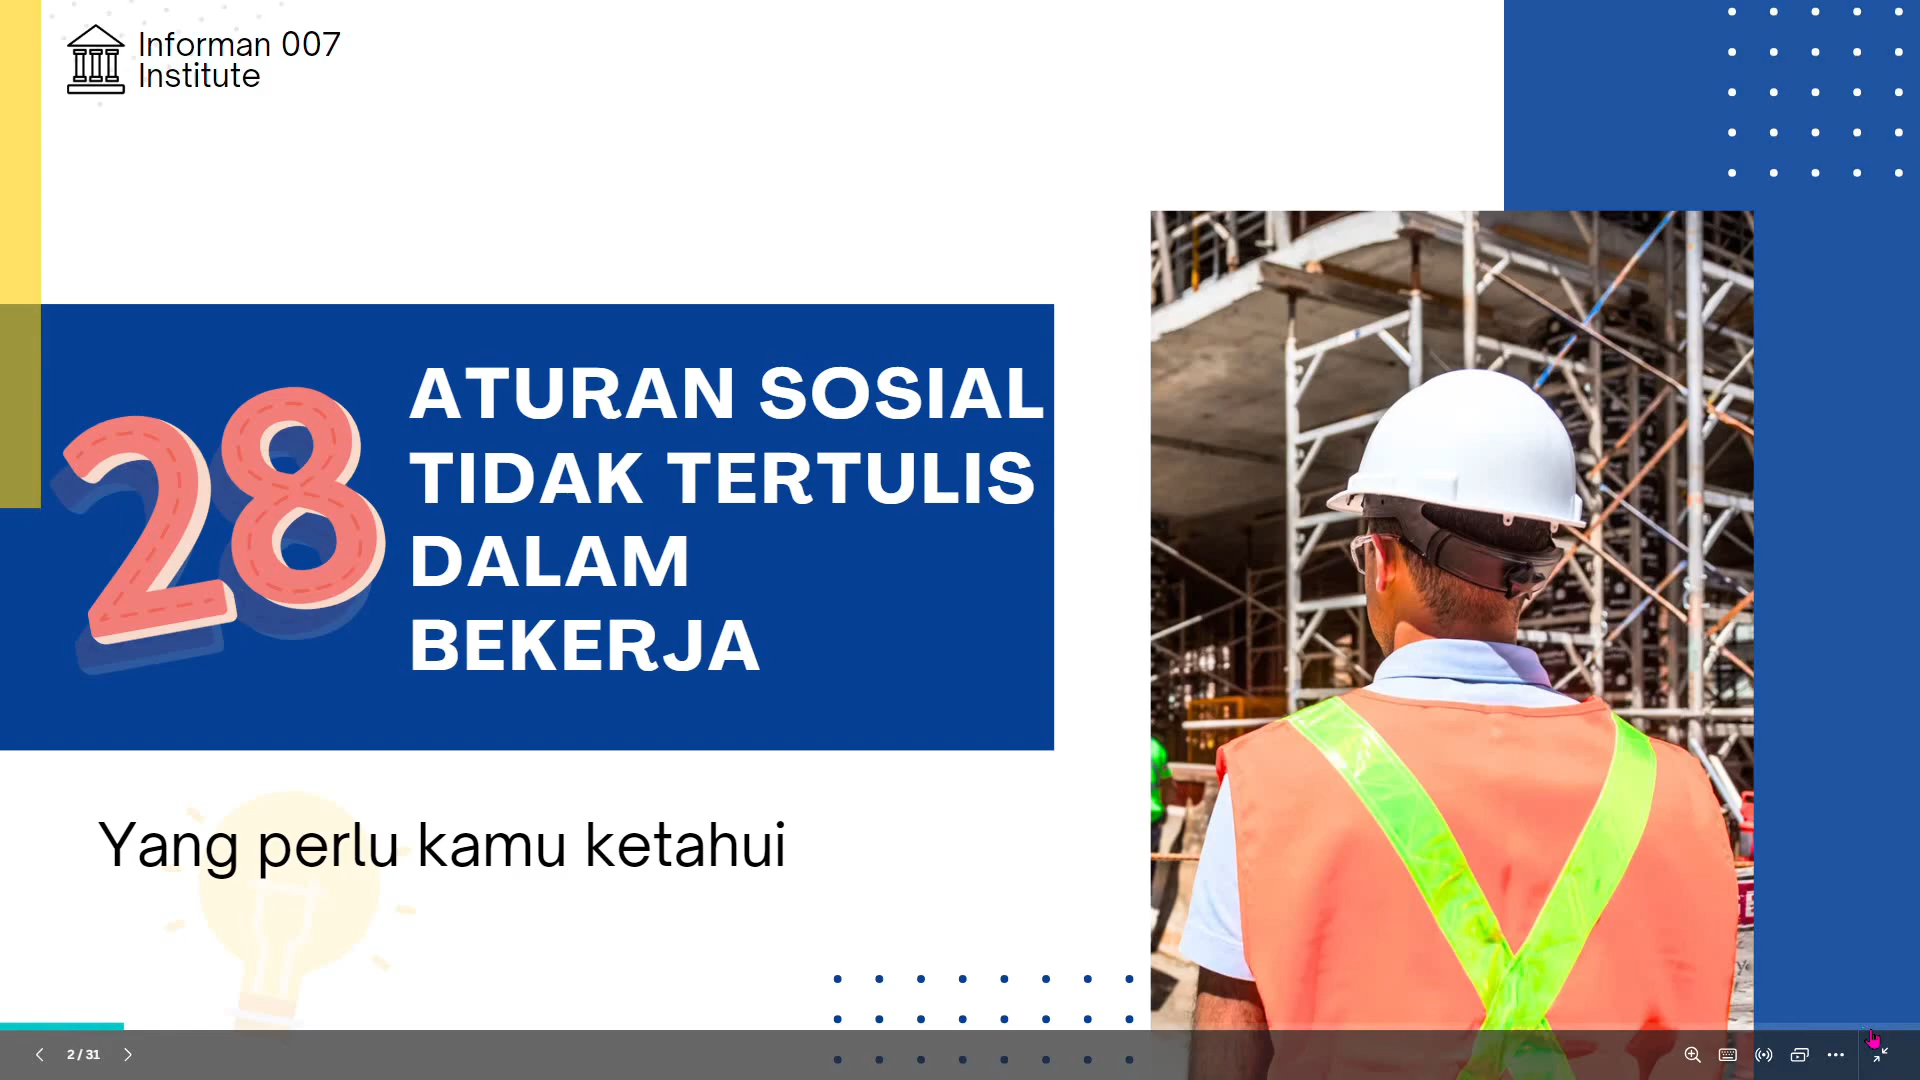 Informan 007
Institute
28
ATURAN SOSIAL
TIDAK TERTULIS
DALAM
BEKERJA
Yang perlu kamu ketahui
2 / 31